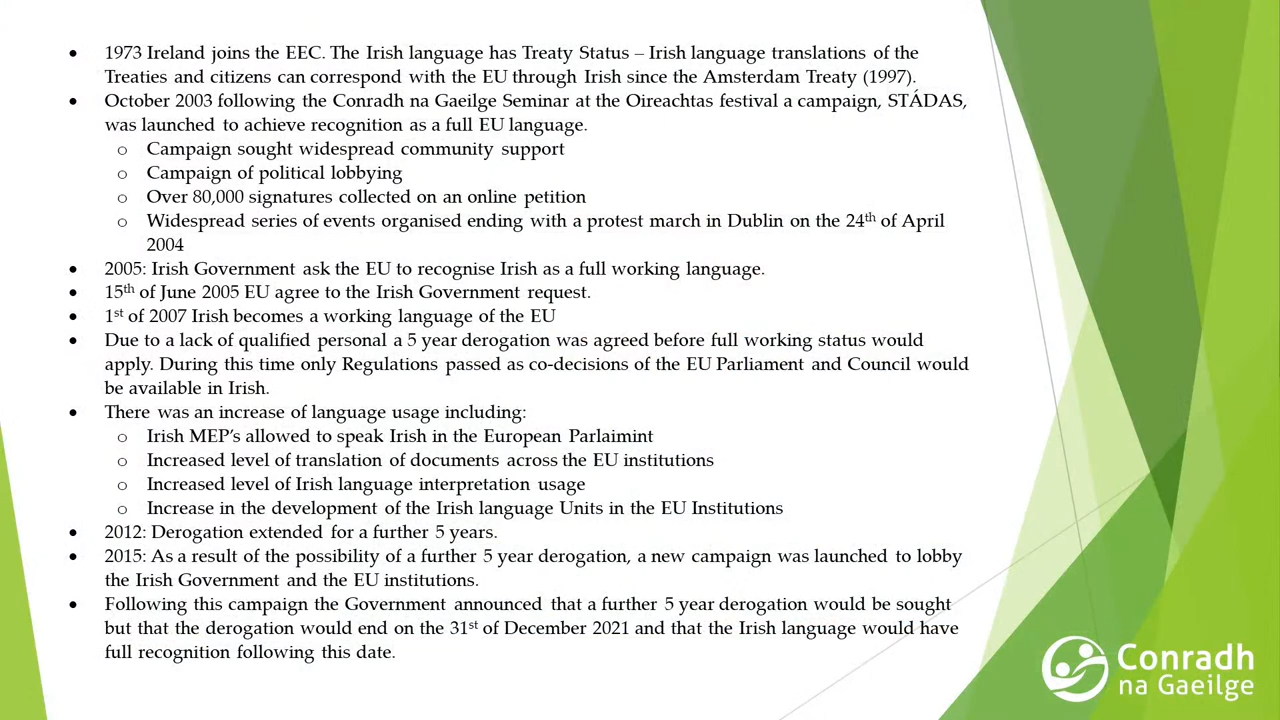 • 1973 Ireland joins the EEC. The Irish language has Treaty Status – Irish language translations of the
Treaties and citizens can correspond with the EU through Irish since the Amsterdam Treaty (1997).
• October 2003 following the Conradh na Gaeilge Seminar at the Oireachtas festival a campaign, STÁDAS,
was launched to achieve recognition as a full EU language.
o Campaign sought widespread community support
o Campaign of political lobbying
o Over 80,000 signatures collected on an online petition
o Widespread series of events organised ending with a protest march in Dublin on the 24th of April
2004
• 2005: Irish Government ask the EU to recognise Irish as a full working language.
• 15th of June 2005 EU agree to the Irish Government request.
• 1st of 2007 Irish becomes a working language of the EU
• Due to a lack of qualified personal a 5 year derogation was agreed before full working status would
apply. During this time only Regulations passed as co-decisions of the EU Parliament and Council would
be available in Irish.
• There was an increase of language usage including:
o Irish MEP's allowed to speak Irish in the European Parlaimint
o Increased level of translation of documents across the EU institutions
o Increased level of Irish language interpretation usage
o Increase in the development of the Irish language Units in the EU Institutions
• 2012: Derogation extended for a further 5 years.
• 2015: As a result of the possibility of a further 5 year derogation, a new campaign was launched to lobby
the Irish Government and the EU institutions.
• Following this campaign the Government announced that a further 5 year derogation would be sought
but that the derogation would end on the 31st of December 2021 and that the Irish language would have
full recognition following this date.
Conradh
na Gaeilge